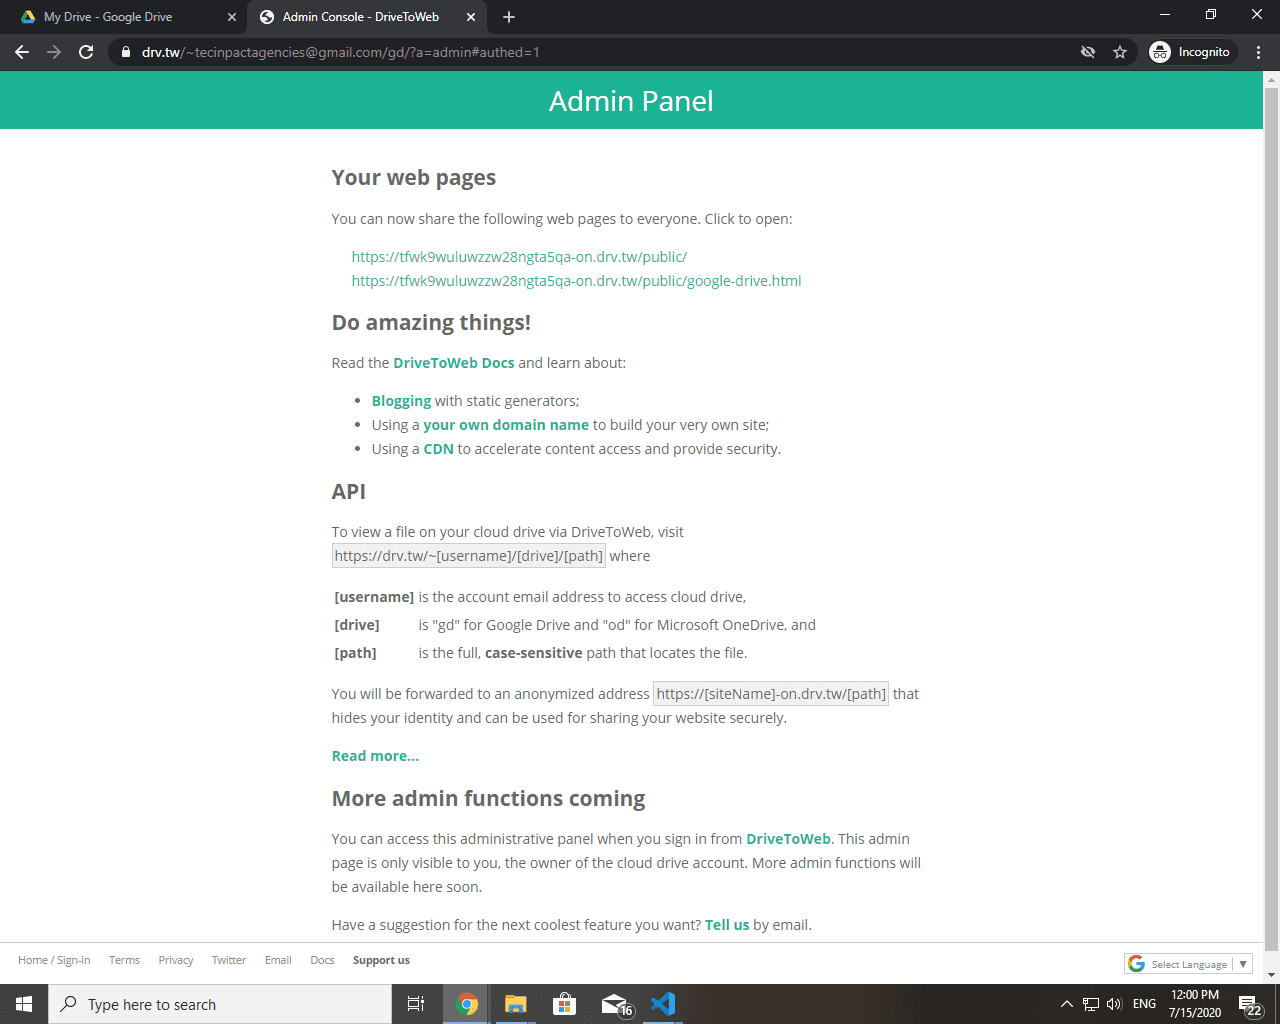 My Drive - Google Drive
Admin Console - DriveToWeb
drv.tw/~tecinpactagencies@gmail.com/gd/?a=admin#authed=1
Incognito
Admin Panel
Your web pages
You can now share the following web pages to everyone. Click to open:
https://tfwk9wuluwzzw28ngta5qa-on.drv.tw/public/
https://tfwk9wuluwzzw28ngta5qa-on.drv.tw/public/google-drive.html
Do amazing things!
Read the DriveToWeb Docs and learn about:
Blogging with static generators;
Using a your own domain name to build your very own site;
Using a CDN to accelerate content access and provide security.
API
To view a file on your cloud drive via DriveToWeb, visit
https://drv.tw/~[username]/[drive]/[path] where
[username] is the account email address to access cloud drive,
[drive] is "gd" for Google Drive and "od" for Microsoft OneDrive, and
[path] is the full, case-sensitive path that locates the file.
You will be forwarded to an anonymized address https://[siteName]-on.drv.tw/[path] that
hides your identity and can be used for sharing your website securely.
Read more...
More admin functions coming
You can access this administrative panel when you sign in from DriveToWeb. This admin
page is only visible to you, the owner of the cloud drive account. More admin functions will
be available here soon.
Have a suggestion for the next coolest feature you want? Tell us by email.
Home / Sign-in Terms Privacy Twitter Email Docs Support us
Select Language ▼
Type here to search
16
ENG
12:00 PM
7/15/2020
22